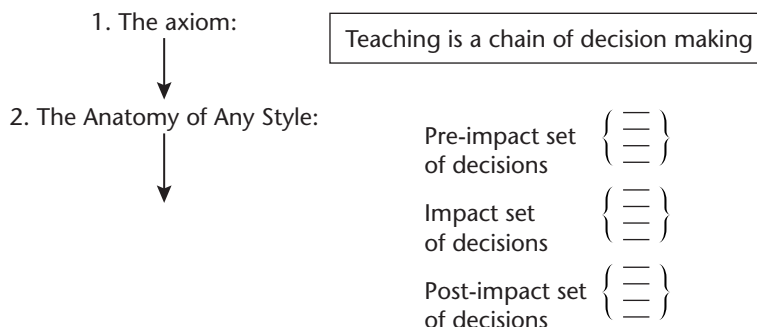 1. The axiom:
Teaching is a chain of decision making
2. The Anatomy of Any Style:
Pre-impact set
of decisions
Impact set
of decisions
Post-impact set
of decisions